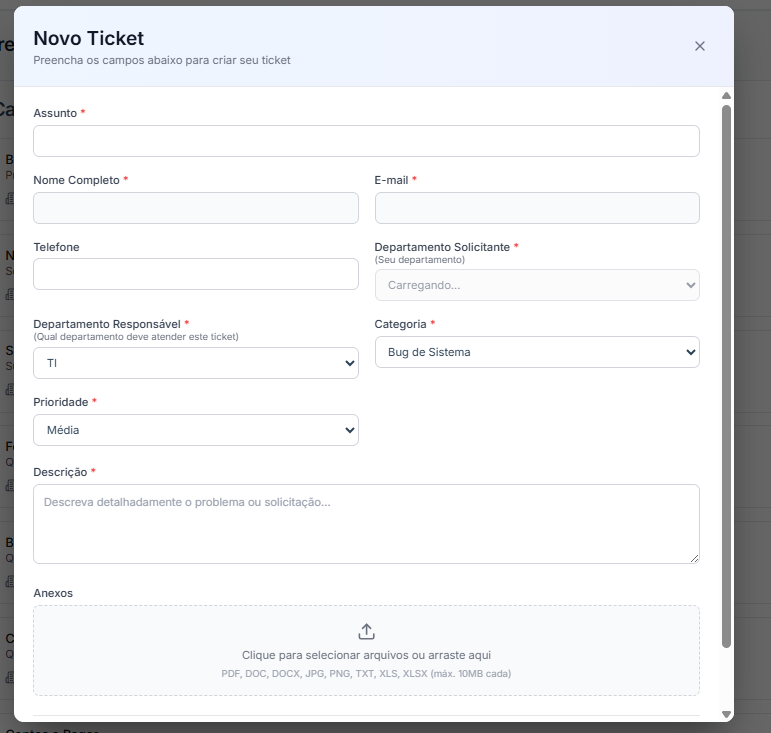 Novo Ticket
Preencha os campos abaixo para criar seu ticket
Assunto *
Nome Completo *
E-mail *
Telefone
Departamento Solicitante *
(Seu departamento)
Carregando...
Departamento Responsável *
(Qual departamento deve atender este ticket)
TI
Categoria *
Bug de Sistema
Prioridade *
Média
Descrição *
Descreva detalhadamente o problema ou solicitação...
Anexos
Clique para selecionar arquivos ou arraste aqui
PDF, DOC, DOCX, JPG, PNG, TXT, XLS, XLSX (máx. 10MB cada)